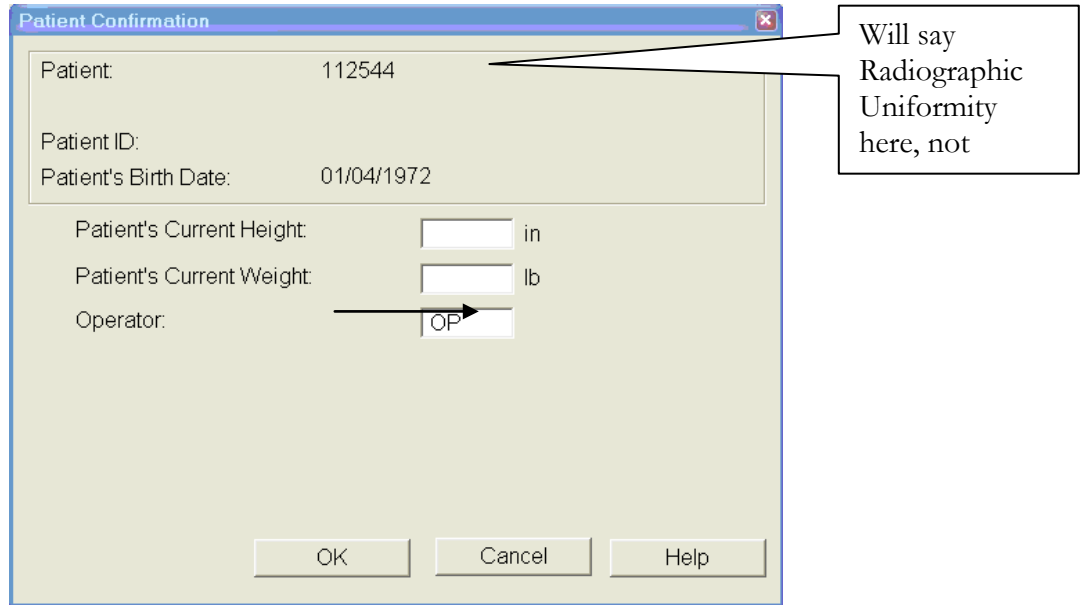 Patient Confirmation
Patient: 112544
Patient ID:
Patient's Birth Date: 01/04/1972
Patient's Current Height: in
Patient's Current Weight: lb
Operator: OP
OK Cancel Help
Will say
Radiographic
Uniformity
here, not